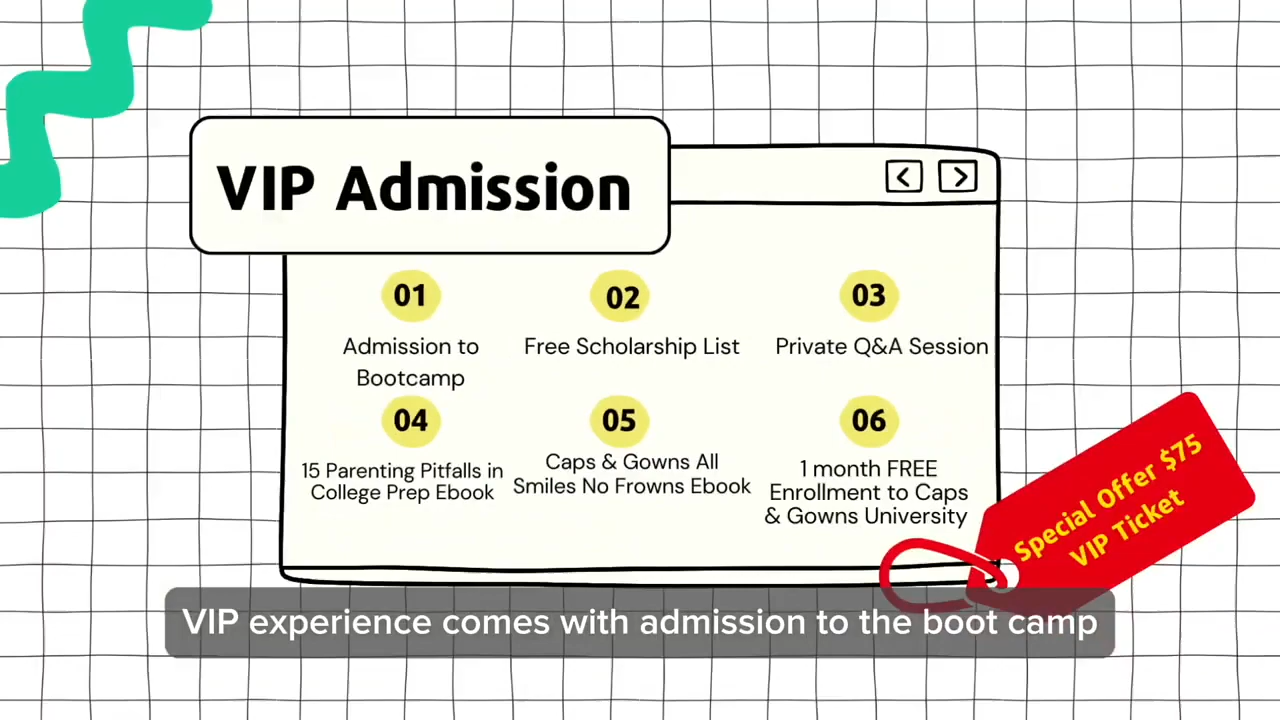 VIP Admission
01
02
03
Admission to
Bootcamp
Free Scholarship List
Private Q&A Session
04
05
06
15 Parenting Pitfalls in
College Prep Ebook
Caps & Gowns All
Smiles No Frowns Ebook
1 month FREE
Enrollment to Caps
& Gowns University
Special Offer $75
VIP Ticket
VIP experience comes with admission to the boot camp